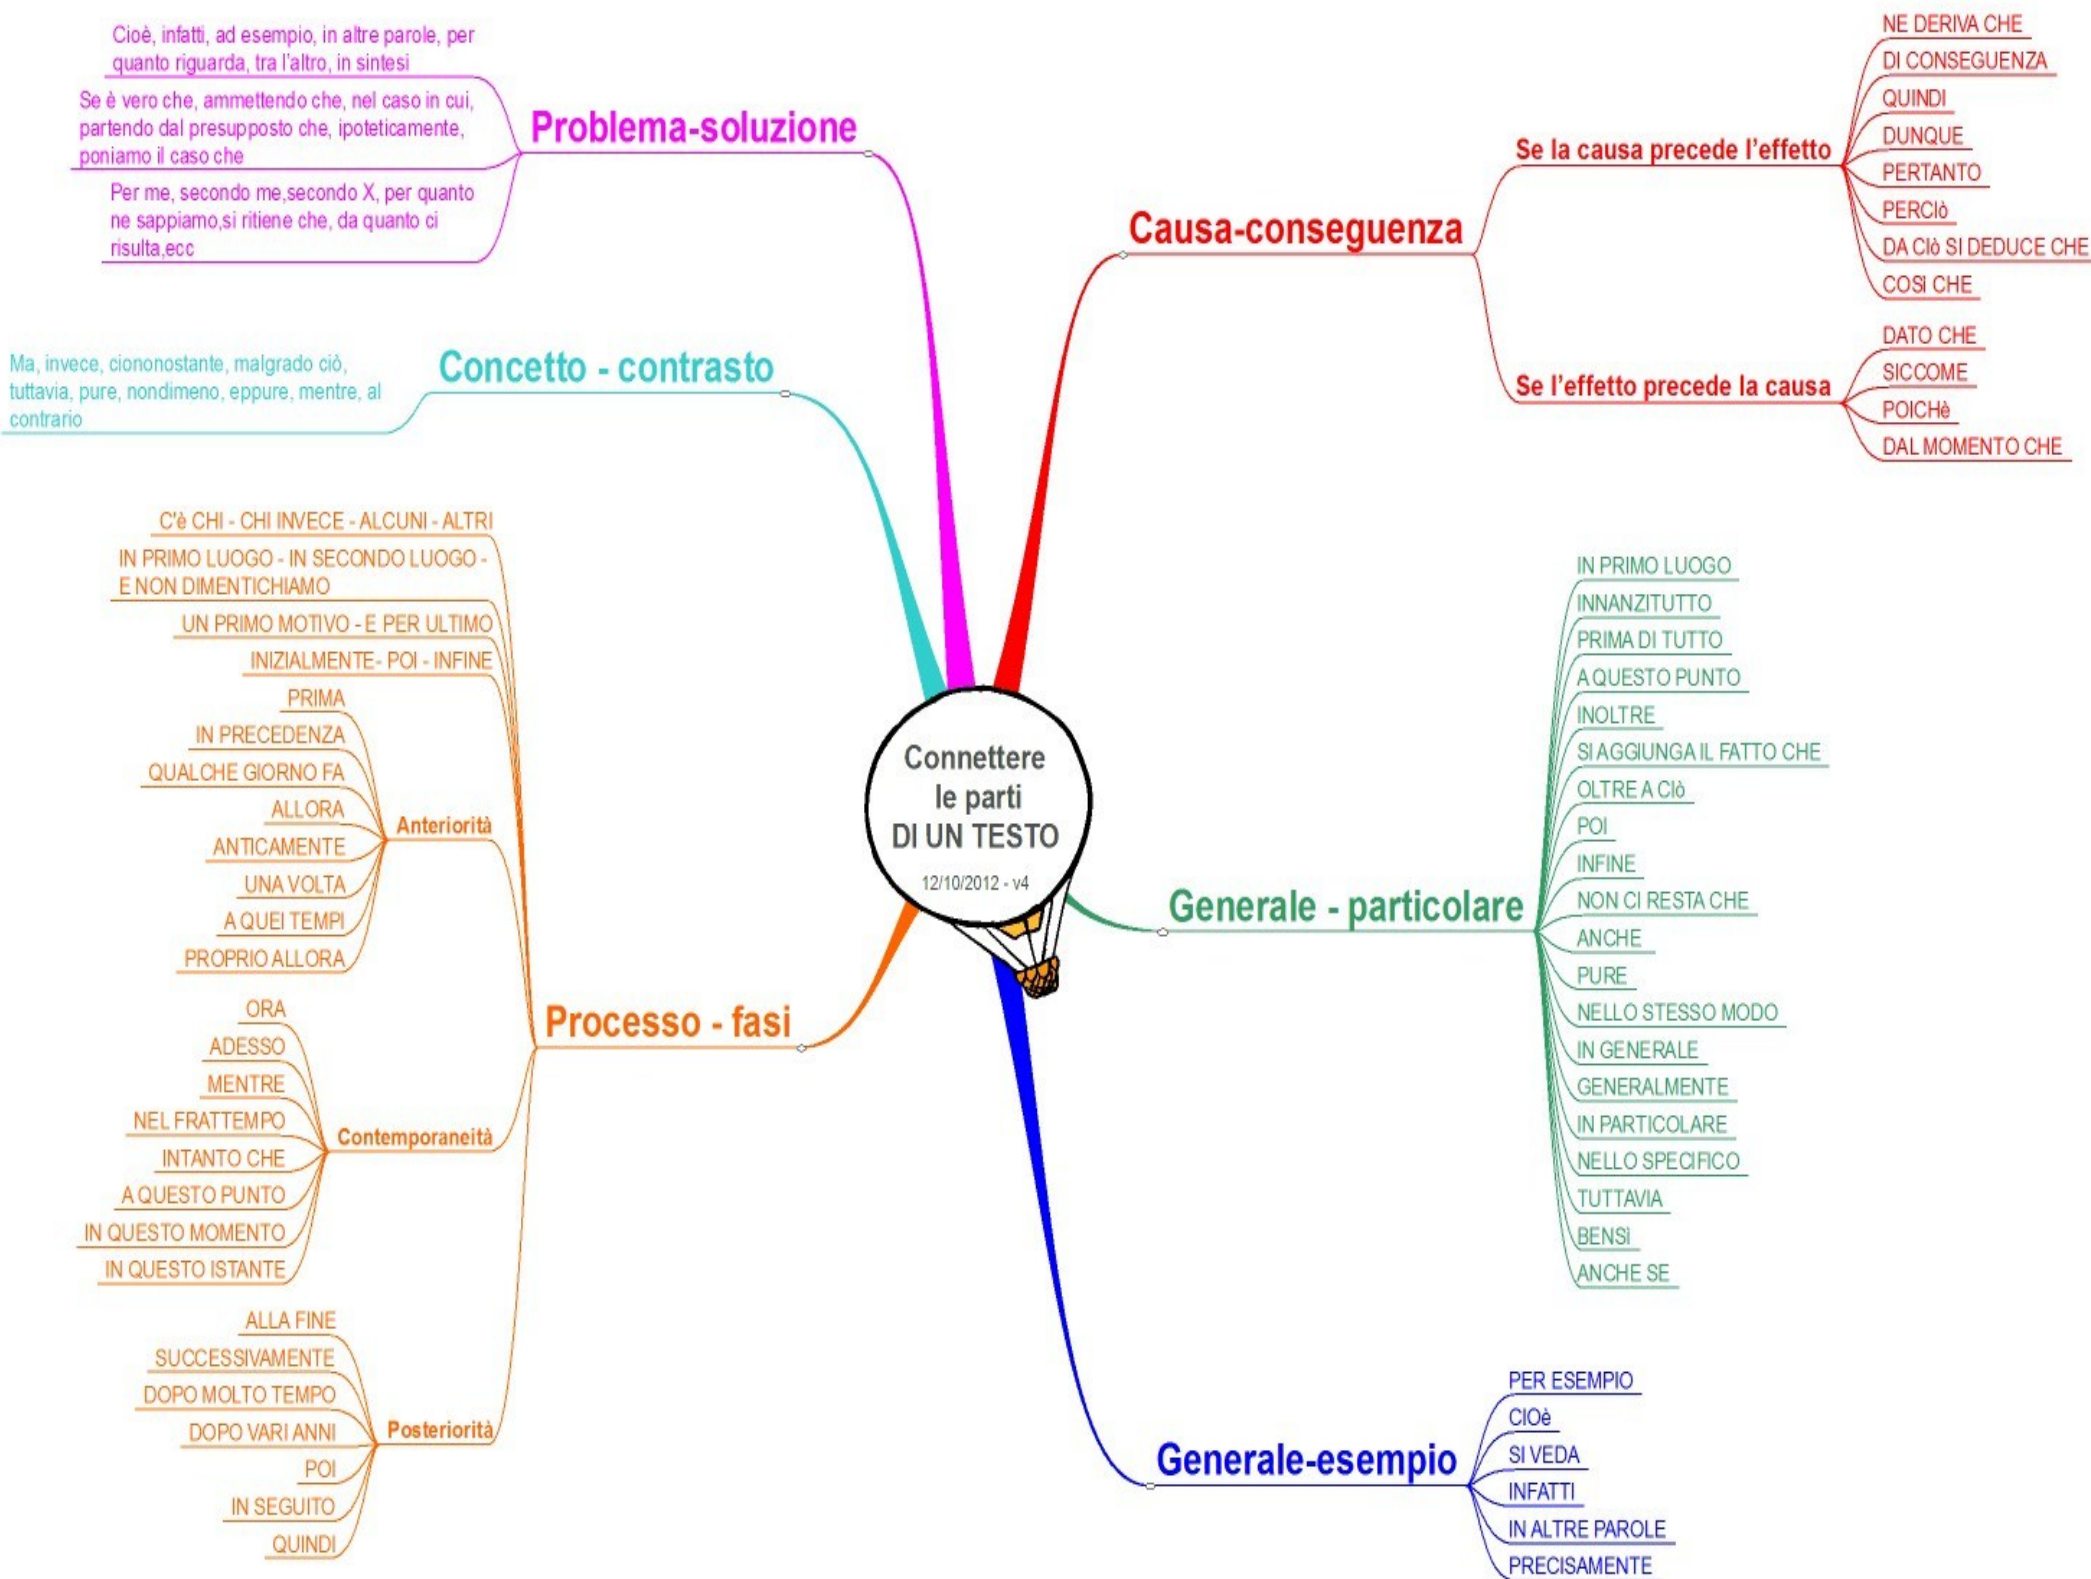 Connettere
le parti
DI UN TESTO
12/10/2012 - v4
Causa-conseguenza
Se la causa precede l’effetto
NE DERIVA CHE
DI CONSEGUENZA
QUINDI
DUNQUE
PERTANTO
PERCIò
DA CIò SI DEDUCE CHE
COSì CHE
Se l’effetto precede la causa
DATO CHE
SICCOME
POICHè
DAL MOMENTO CHE
Generale - particolare
IN PRIMO LUOGO
INNANZITUTTO
PRIMA DI TUTTO
A QUESTO PUNTO
INOLTRE
SI AGGIUNGA IL FATTO CHE
OLTRE A CIò
POI
INFINE
NON CI RESTA CHE
ANCHE
PURE
NELLO STESSO MODO
IN GENERALE
GENERALMENTE
IN PARTICOLARE
NELLO SPECIFICO
TUTTAVIA
BENSì
ANCHE SE
Generale-esempio
PER ESEMPIO
CIOè
SI VEDA
INFATTI
IN ALTRE PAROLE
PRECISAMENTE
Processo - fasi
C'è CHI - CHI INVECE - ALCUNI - ALTRI
IN PRIMO LUOGO - IN SECONDO LUOGO -
E NON DIMENTICHIAMO
UN PRIMO MOTIVO - E PER ULTIMO
INIZIALMENTE- POI - INFINE
Anteriorità
PRIMA
IN PRECEDENZA
QUALCHE GIORNO FA
ALLORA
ANTICAMENTE
UNA VOLTA
A QUEI TEMPI
PROPRIO ALLORA
Contemporaneità
ORA
ADESSO
MENTRE
NEL FRATTEMPO
INTANTO CHE
A QUESTO PUNTO
IN QUESTO MOMENTO
IN QUESTO ISTANTE
Posteriorità
ALLA FINE
SUCCESSIVAMENTE
DOPO MOLTO TEMPO
DOPO VARI ANNI
POI
IN SEGUITO
QUINDI
Concetto - contrasto
Ma, invece, ciononostante, malgrado ciò,
tuttavia, pure, nondimeno, eppure, mentre, al
contrario
Problema-soluzione
Cioè, infatti, ad esempio, in altre parole, per
quanto riguarda, tra l’altro, in sintesi
Se è vero che, ammettendo che, nel caso in cui,
partendo dal presupposto che, ipoteticamente,
poniamo il caso che
Per me, secondo me,secondo X, per quanto
ne sappiamo,si ritiene che, da quanto ci
risulta,ecc